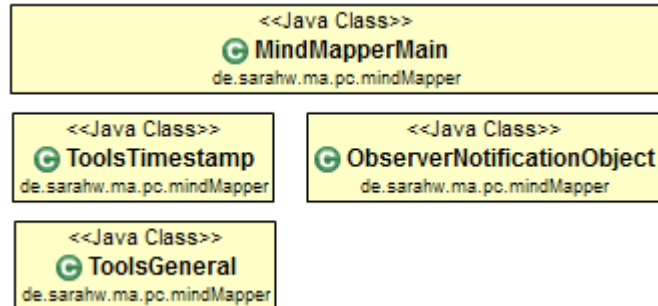 <<Java Class>>
MindMapperMain
de.sarahw.ma.pc.mindMapper
<<Java Class>>
ToolsTimestamp
de.sarahw.ma.pc.mindMapper
<<Java Class>>
ObserverNotificationObject
de.sarahw.ma.pc.mindMapper
<<Java Class>>
ToolsGeneral
de.sarahw.ma.pc.mindMapper